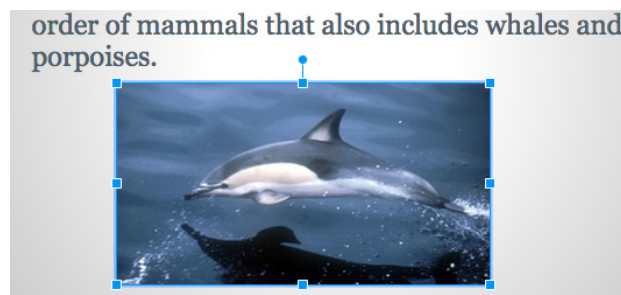 order of mammals that also includes whales and
porpoises.